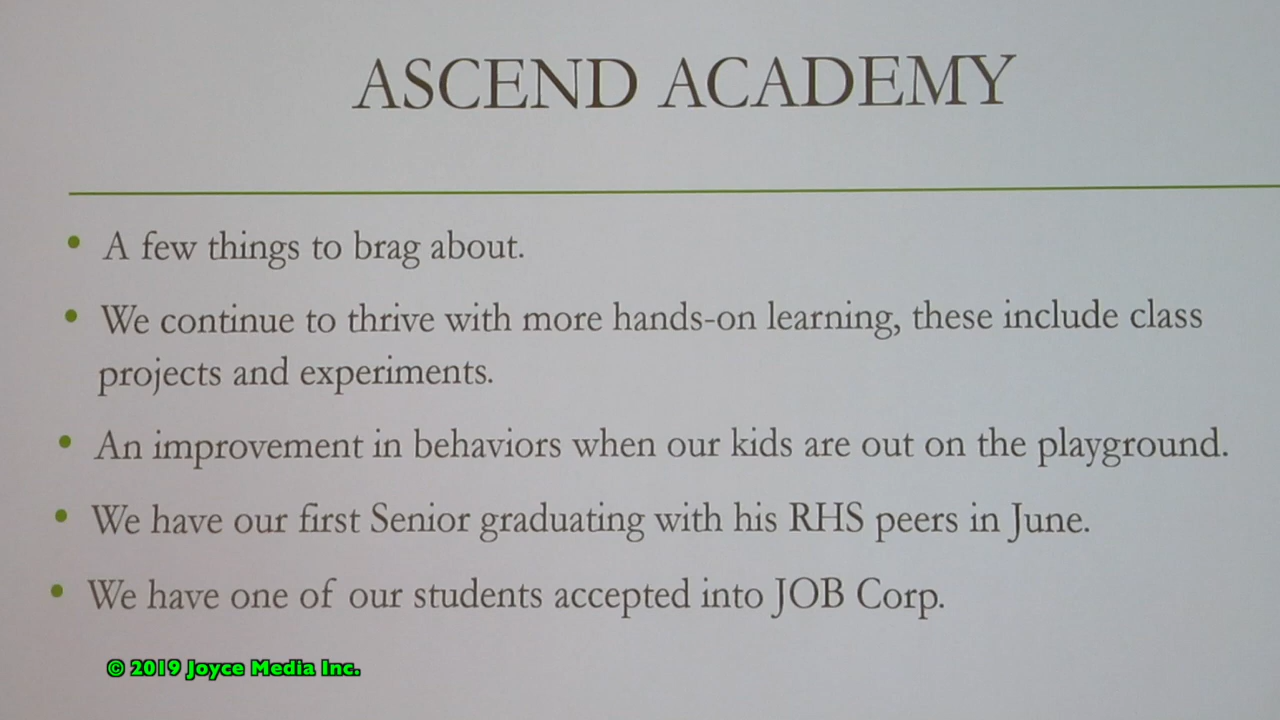 ASCEND ACADEMY
• A few things to brag about.
• We continue to thrive with more hands-on learning, these include class
projects and experiments.
• An improvement in behaviors when our kids are out on the playground.
• We have our first Senior graduating with his RHS peers in June.
• We have one of our students accepted into JOB Corp.
© 2019 Joyce Media Inc.